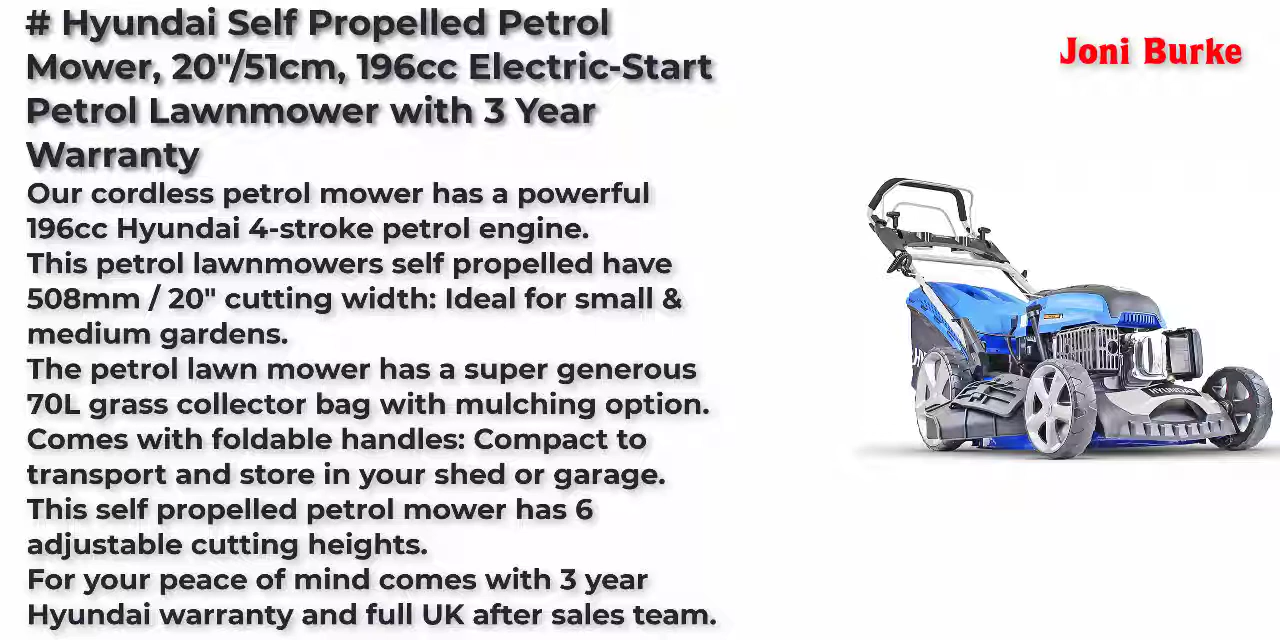 # Hyundai Self Propelled Petrol
Mower, 20"/51cm, 196cc Electric-Start
Petrol Lawnmower with 3 Year
Warranty
Our cordless petrol mower has a powerful
196cc Hyundai 4-stroke petrol engine.
This petrol lawnmowers self propelled have
508mm / 20" cutting width: Ideal for small &
medium gardens.
The petrol lawn mower has a super generous
70L grass collector bag with mulching option.
Comes with foldable handles: Compact to
transport and store in your shed or garage.
This self propelled petrol mower has 6
adjustable cutting heights.
For your peace of mind comes with 3 year
Hyundai warranty and full UK after sales team.
Joni Burke
HYUNDAI